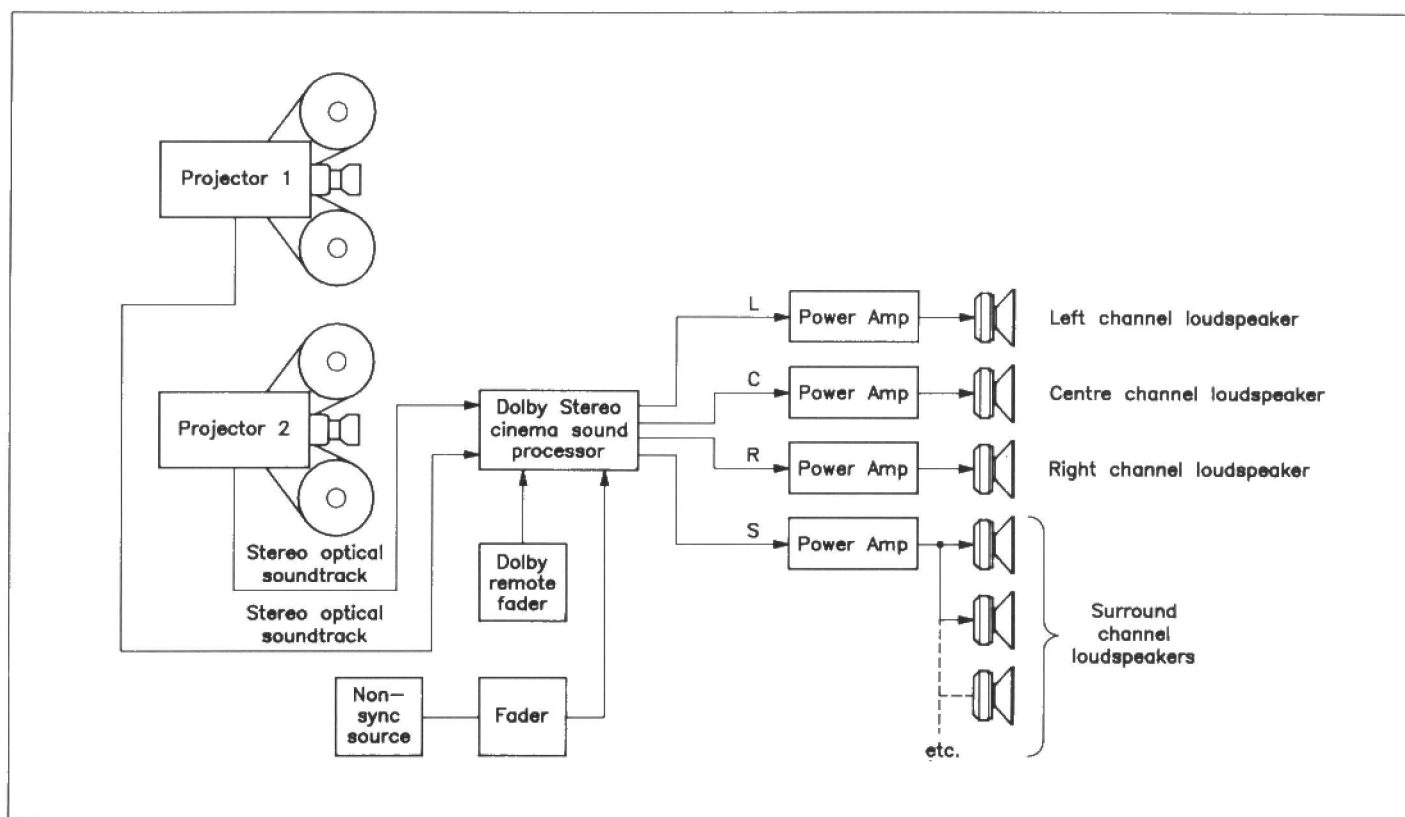 Projector 1
Projector 2
Stereo optical
soundtrack
Stereo optical
soundtrack
Dolby Stereo
cinema sound
processor
Dolby
remote
fader
Non-
sync
source
Fader
L
Power Amp
Left channel loudspeaker
C
Power Amp
Centre channel loudspeaker
R
Power Amp
Right channel loudspeaker
S
Power Amp
Surround
channel
loudspeakers
etc.